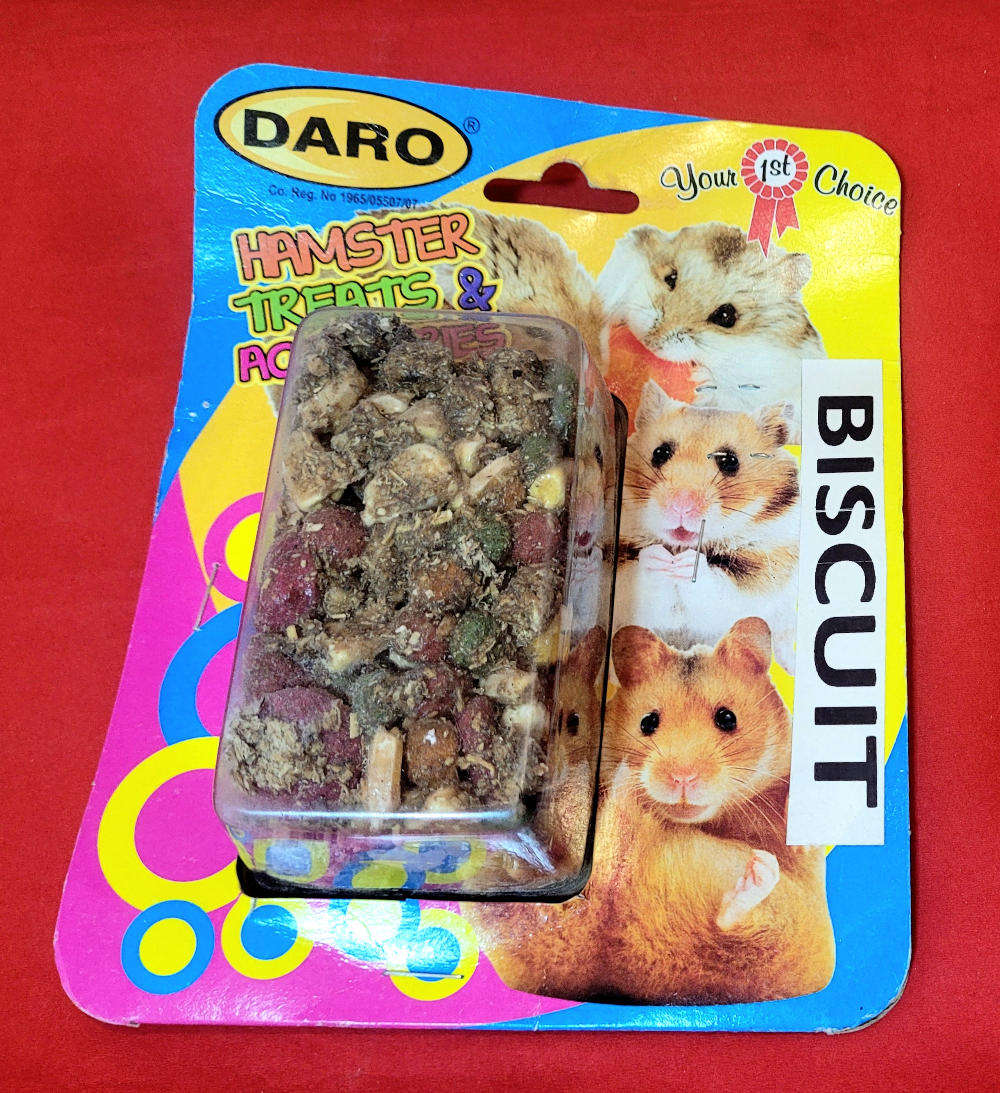 DARO®
Co. Reg. No 1965/05507/07
Your 1st Choice
HAMSTER
TREATS &
BISCUIT